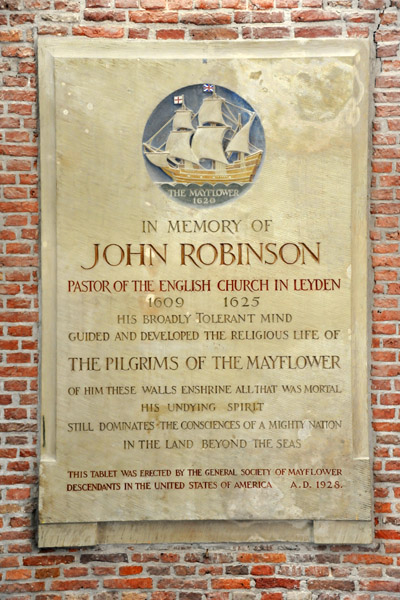 THE MAYFLOWER
1620
IN MEMORY OF
JOHN ROBINSON
PASTOR OF THE ENGLISH CHURCH IN LEYDEN
1609 1625
HIS BROADLY TOLERANT MIND
GUIDED AND DEVELOPED THE RELIGIOUS LIFE OF
THE PILGRIMS OF THE MAYFLOWER
OF HIM THESE WALLS ENSHRINE ALL THAT WAS MORTAL
HIS UNDYING SPIRIT
STILL DOMINATES THE CONSCIENCES OF A MIGHTY NATION
IN THE LAND BEYOND THE SEAS
THIS TABLET WAS ERECTED BY THE GENERAL SOCIETY OF MAYFLOWER
DESCENDANTS IN THE UNITED STATES OF AMERICA A.D. 1928.